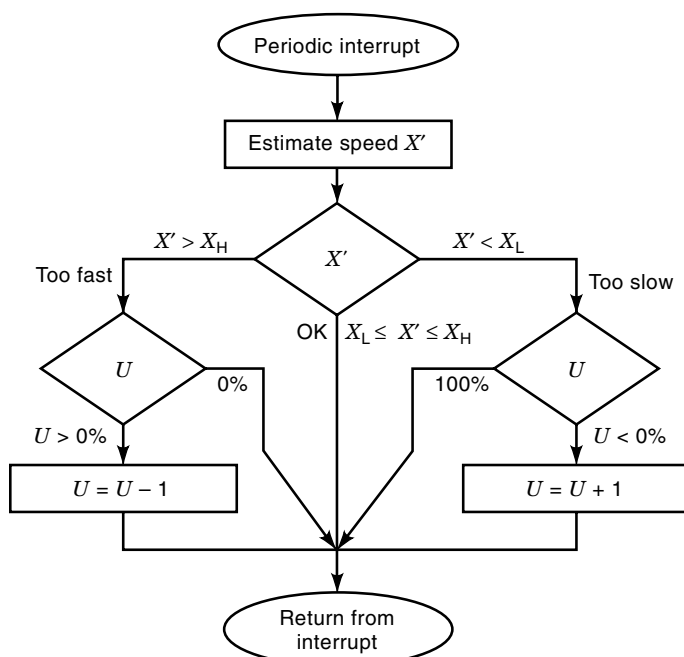 Periodic interrupt
Estimate speed X′
X′ > X_H
X′
X′ < X_L
Too fast
Too slow
OK
X_L ≤ X′ ≤ X_H
U
0%
100%
U
U > 0%
U < 0%
U = U − 1
U = U + 1
Return from
interrupt